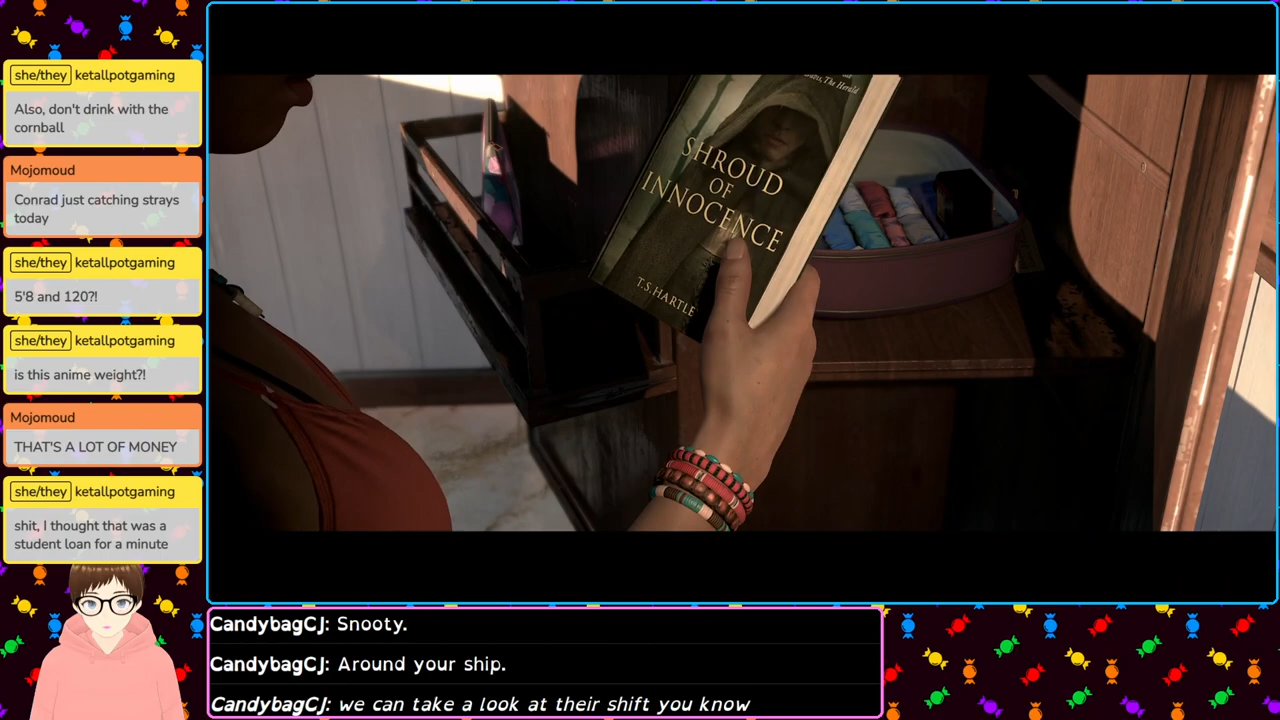 she/they ketallpotgaming
Also, don't drink with the
cornball
Mojomoud
Conrad just catching strays
today
she/they ketallpotgaming
5'8 and 120?!
she/they ketallpotgaming
is this anime weight?!
Mojomoud
THAT'S A LOT OF MONEY
she/they ketallpotgaming
shit, I thought that was a
student loan for a minute
The Herald
SHROUD
OF
INNOCENCE
T.S.HARTLE
CandybagCJ: Snooty.
CandybagCJ: Around your ship.
CandybagCJ: we can take a look at their shift you know